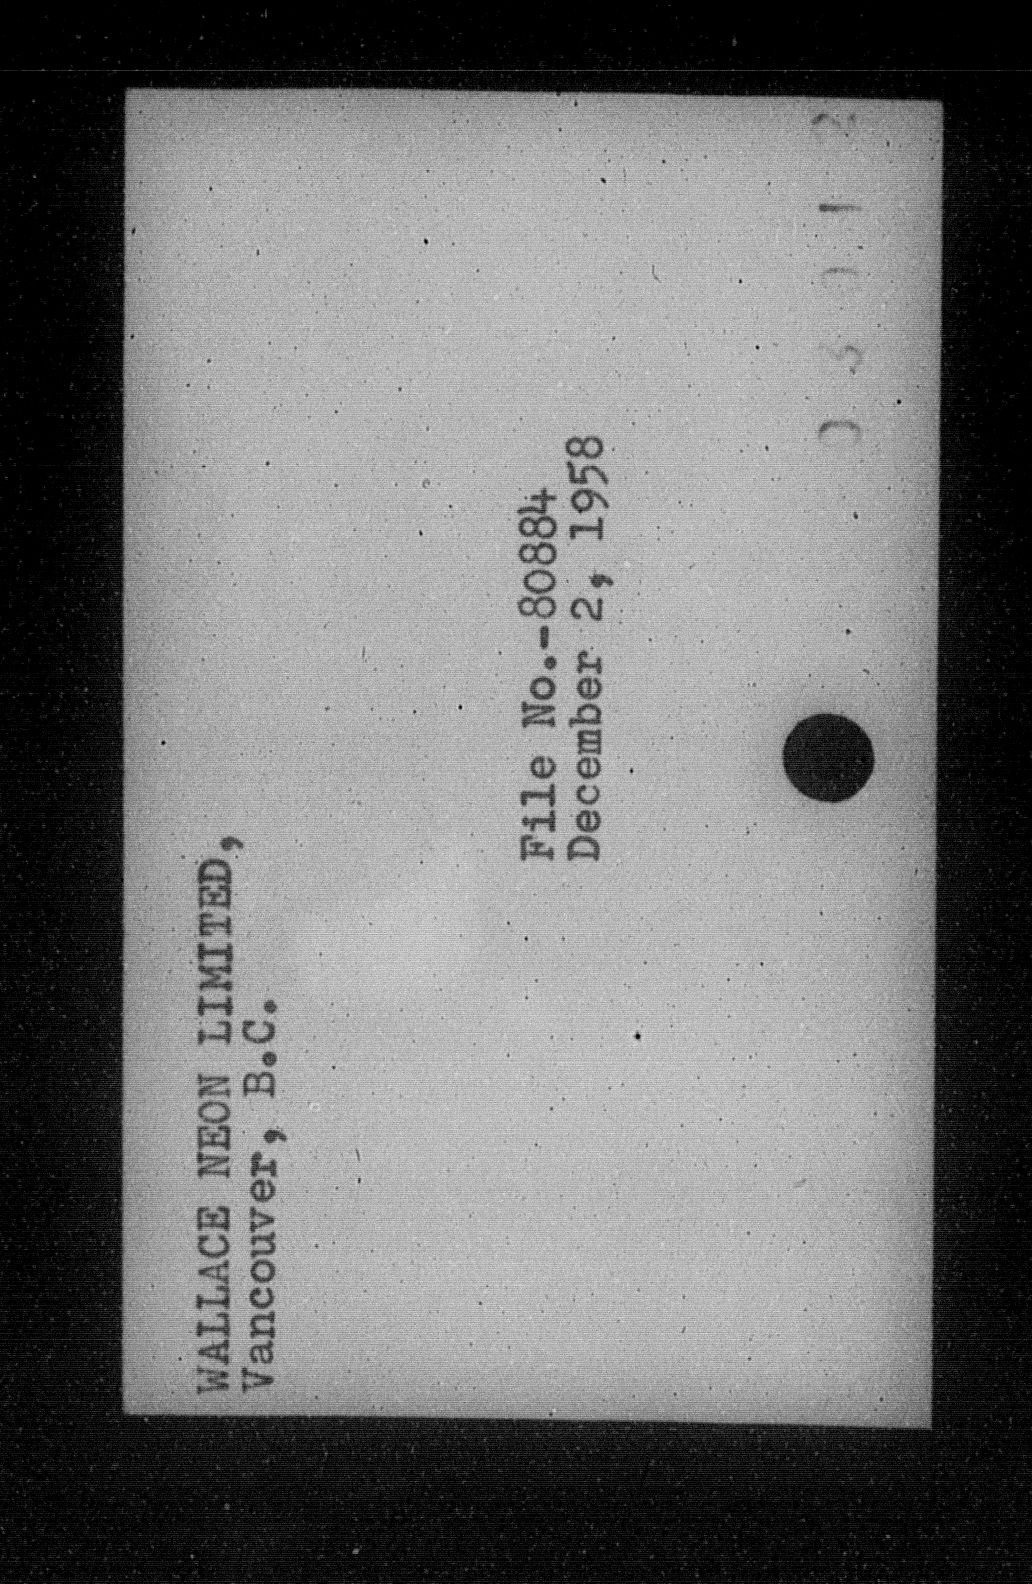 WALLACE NEON LIMITED,
Vancouver, B.C.
File No.-80884
December 2, 1958